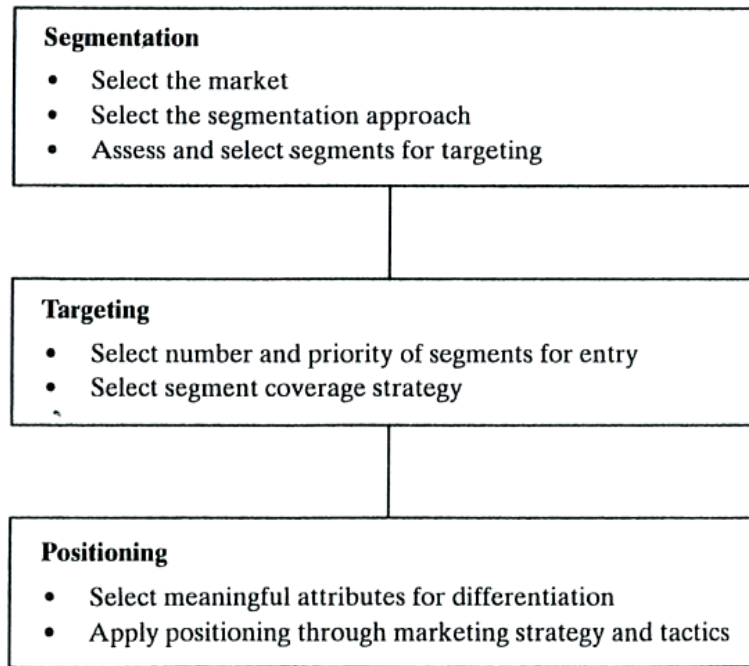 Segmentation
• Select the market
• Select the segmentation approach
• Assess and select segments for targeting
Targeting
• Select number and priority of segments for entry
• Select segment coverage strategy
Positioning
• Select meaningful attributes for differentiation
• Apply positioning through marketing strategy and tactics